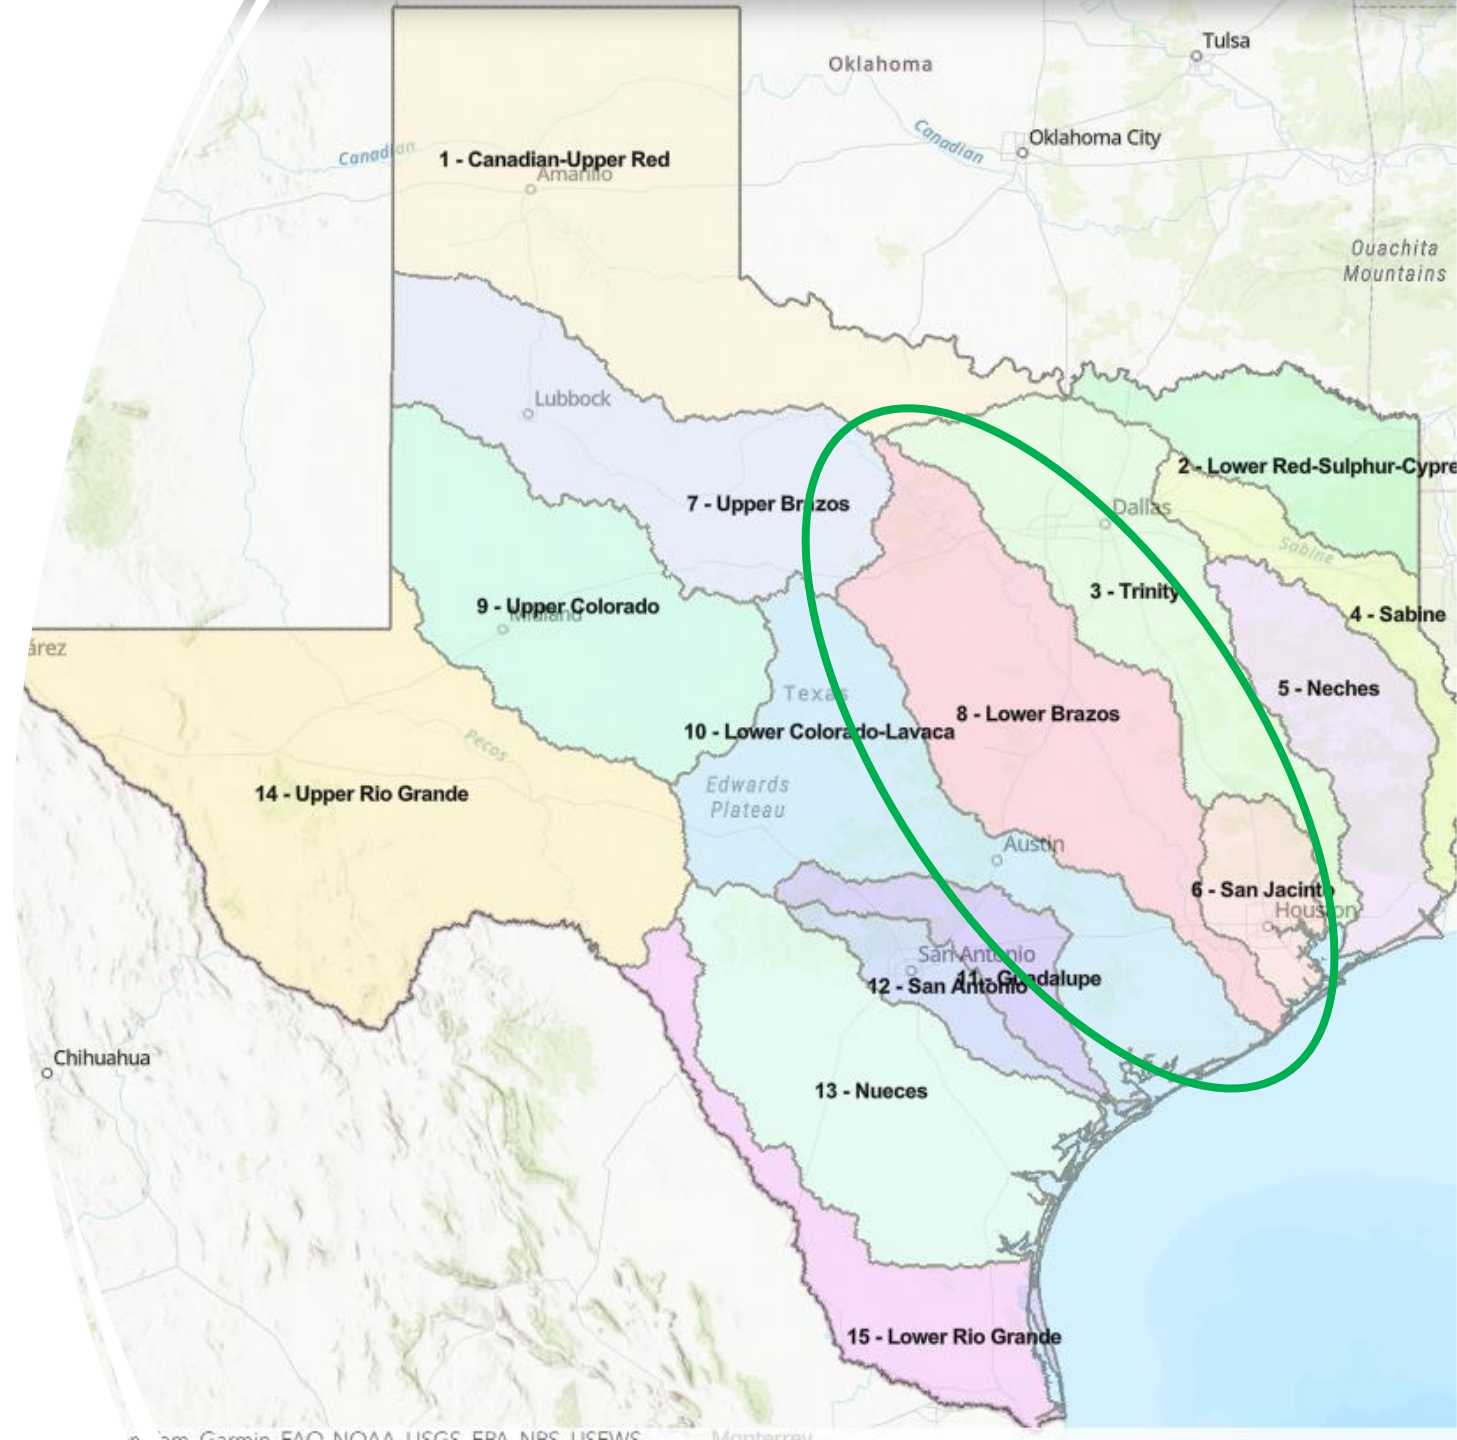 Tulsa
Oklahoma
Canadian
Oklahoma City
Canadian
1 - Canadian-Upper Red
Amarillo
Ouachita
Mountains
Lubbock
2 - Lower Red-Sulphur-Cypre
7 - Upper Brazos
Dallas
Sabine
3 - Trinity
9 - Upper Colorado
Midland
4 - Sabine
árez
5 - Neches
Texas
8 - Lower Brazos
10 - Lower Colorado-Lavaca
Pecos
Edwards
Plateau
14 - Upper Rio Grande
Austin
6 - San Jacinto
Houston
San Antonio
11 - Guadalupe
12 - San Antonio
Chihuahua
13 - Nueces
15 - Lower Rio Grande
Garmin, FAO, NOAA, USGS, EPA, NPS, USFWS
Monterrey